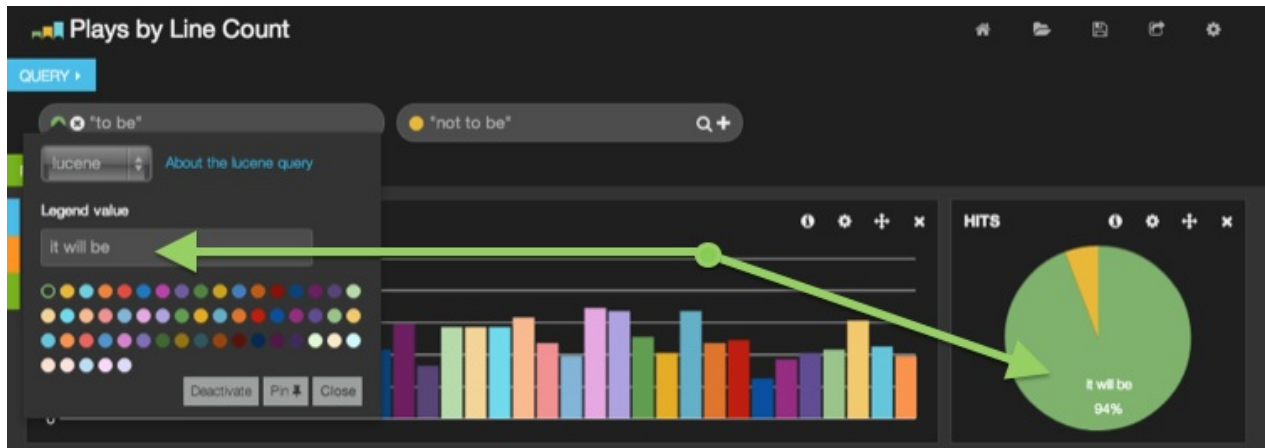 Plays by Line Count
QUERY
"to be"
"not to be"
lucene
About the lucene query
Legend value
it will be
Deactivate
Pin
Close
0
HITS
it will be
94%